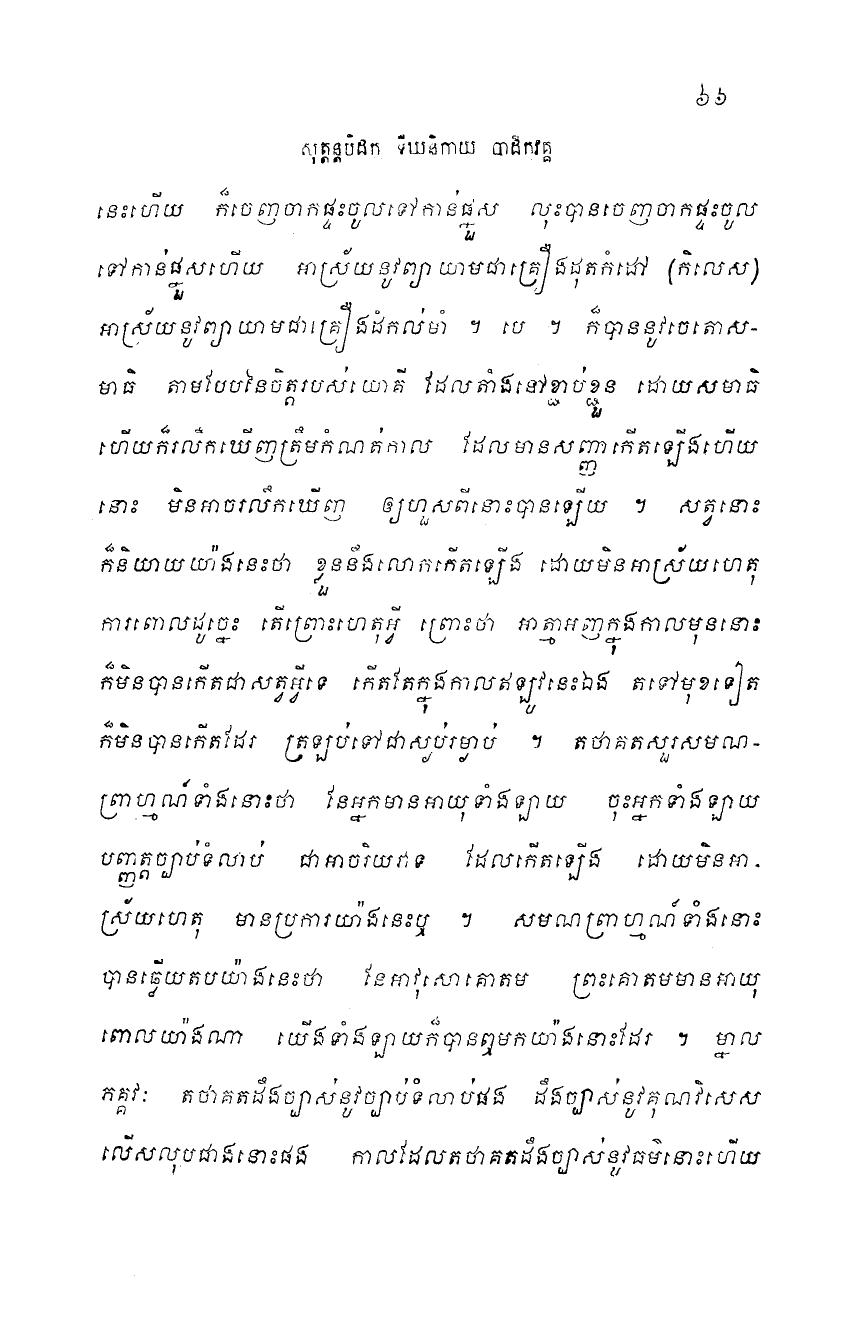 ៦៦
សុត្តន្តបិដក ទីឃនិកាយ បាដិកវគ្គ
នេះហើយ ក៏ចេញចាកផ្ទះចូលទៅកាន់ផ្នួស លុះបានចេញចាកផ្ទះចូល
ទៅកាន់ផ្នួសហើយ អាស្រ័យនូវព្យាយាមជាគ្រឿងដុតកំដៅ (កិលេស)
អាស្រ័យនូវព្យាយាមជាគ្រឿងដំកល់មាំ ។ បេ ។ ក៏បាននូវចេតោស-
មាធិ តាមបែបនៃចិត្តរបស់យោគី ដែលតាំងនៅខ្ជាប់ខ្ជួន ដោយសមាធិ
ហើយក៏រលឹកឃើញត្រឹមកំណត់កាល ដែលមានសញ្ញាកើតឡើងហើយ
នោះ មិនអាចរលឹកឃើញ ឲ្យហួសពីនោះបានឡើយ ។ សត្វនោះ
ក៏និយាយយ៉ាងនេះថា ខ្លួននឹងលោកកើតឡើង ដោយមិនអាស្រ័យហេតុ
ការពោលដូច្នេះ តើព្រោះហេតុអ្វី ព្រោះថា អាត្មាអញក្នុងកាលមុននោះ
ក៏មិនបានកើតជាសត្វអ្វីទេ កើតតែក្នុងកាលឥឡូវនេះឯង តទៅមុខទៀត
ក៏មិនបានកើតដែរ ត្រឡប់ទៅជាស្ងប់រម្ងាប់ ។ តថាគតសួរសមណ-
ព្រាហ្មណ៍ទាំងនោះថា នែអ្នកមានអាយុទាំងឡាយ ចុះអ្នកទាំងឡាយ
បញ្ញត្តច្បាប់ទំលាប់ ជាអាចរិយវាទ ដែលកើតឡើង ដោយមិនអា-
ស្រ័យហេតុ មានប្រការយ៉ាងនេះឬ ។ សមណព្រាហ្មណ៍ទាំងនោះ
បានឆ្លើយតបយ៉ាងនេះថា នែអាវុសោគោតម ព្រះគោតមមានអាយុ
ពោលយ៉ាងណា យើងទាំងឡាយក៏បានឮមកយ៉ាងនោះដែរ ។ ម្នាល
ភគ្គវៈ តថាគតដឹងច្បាស់នូវច្បាប់ទំលាប់ផង ដឹងច្បាស់នូវគុណវិសេស
លើសលុបជាងនោះផង កាលដែលតថាគតដឹងច្បាស់នូវធម៌នោះហើយ